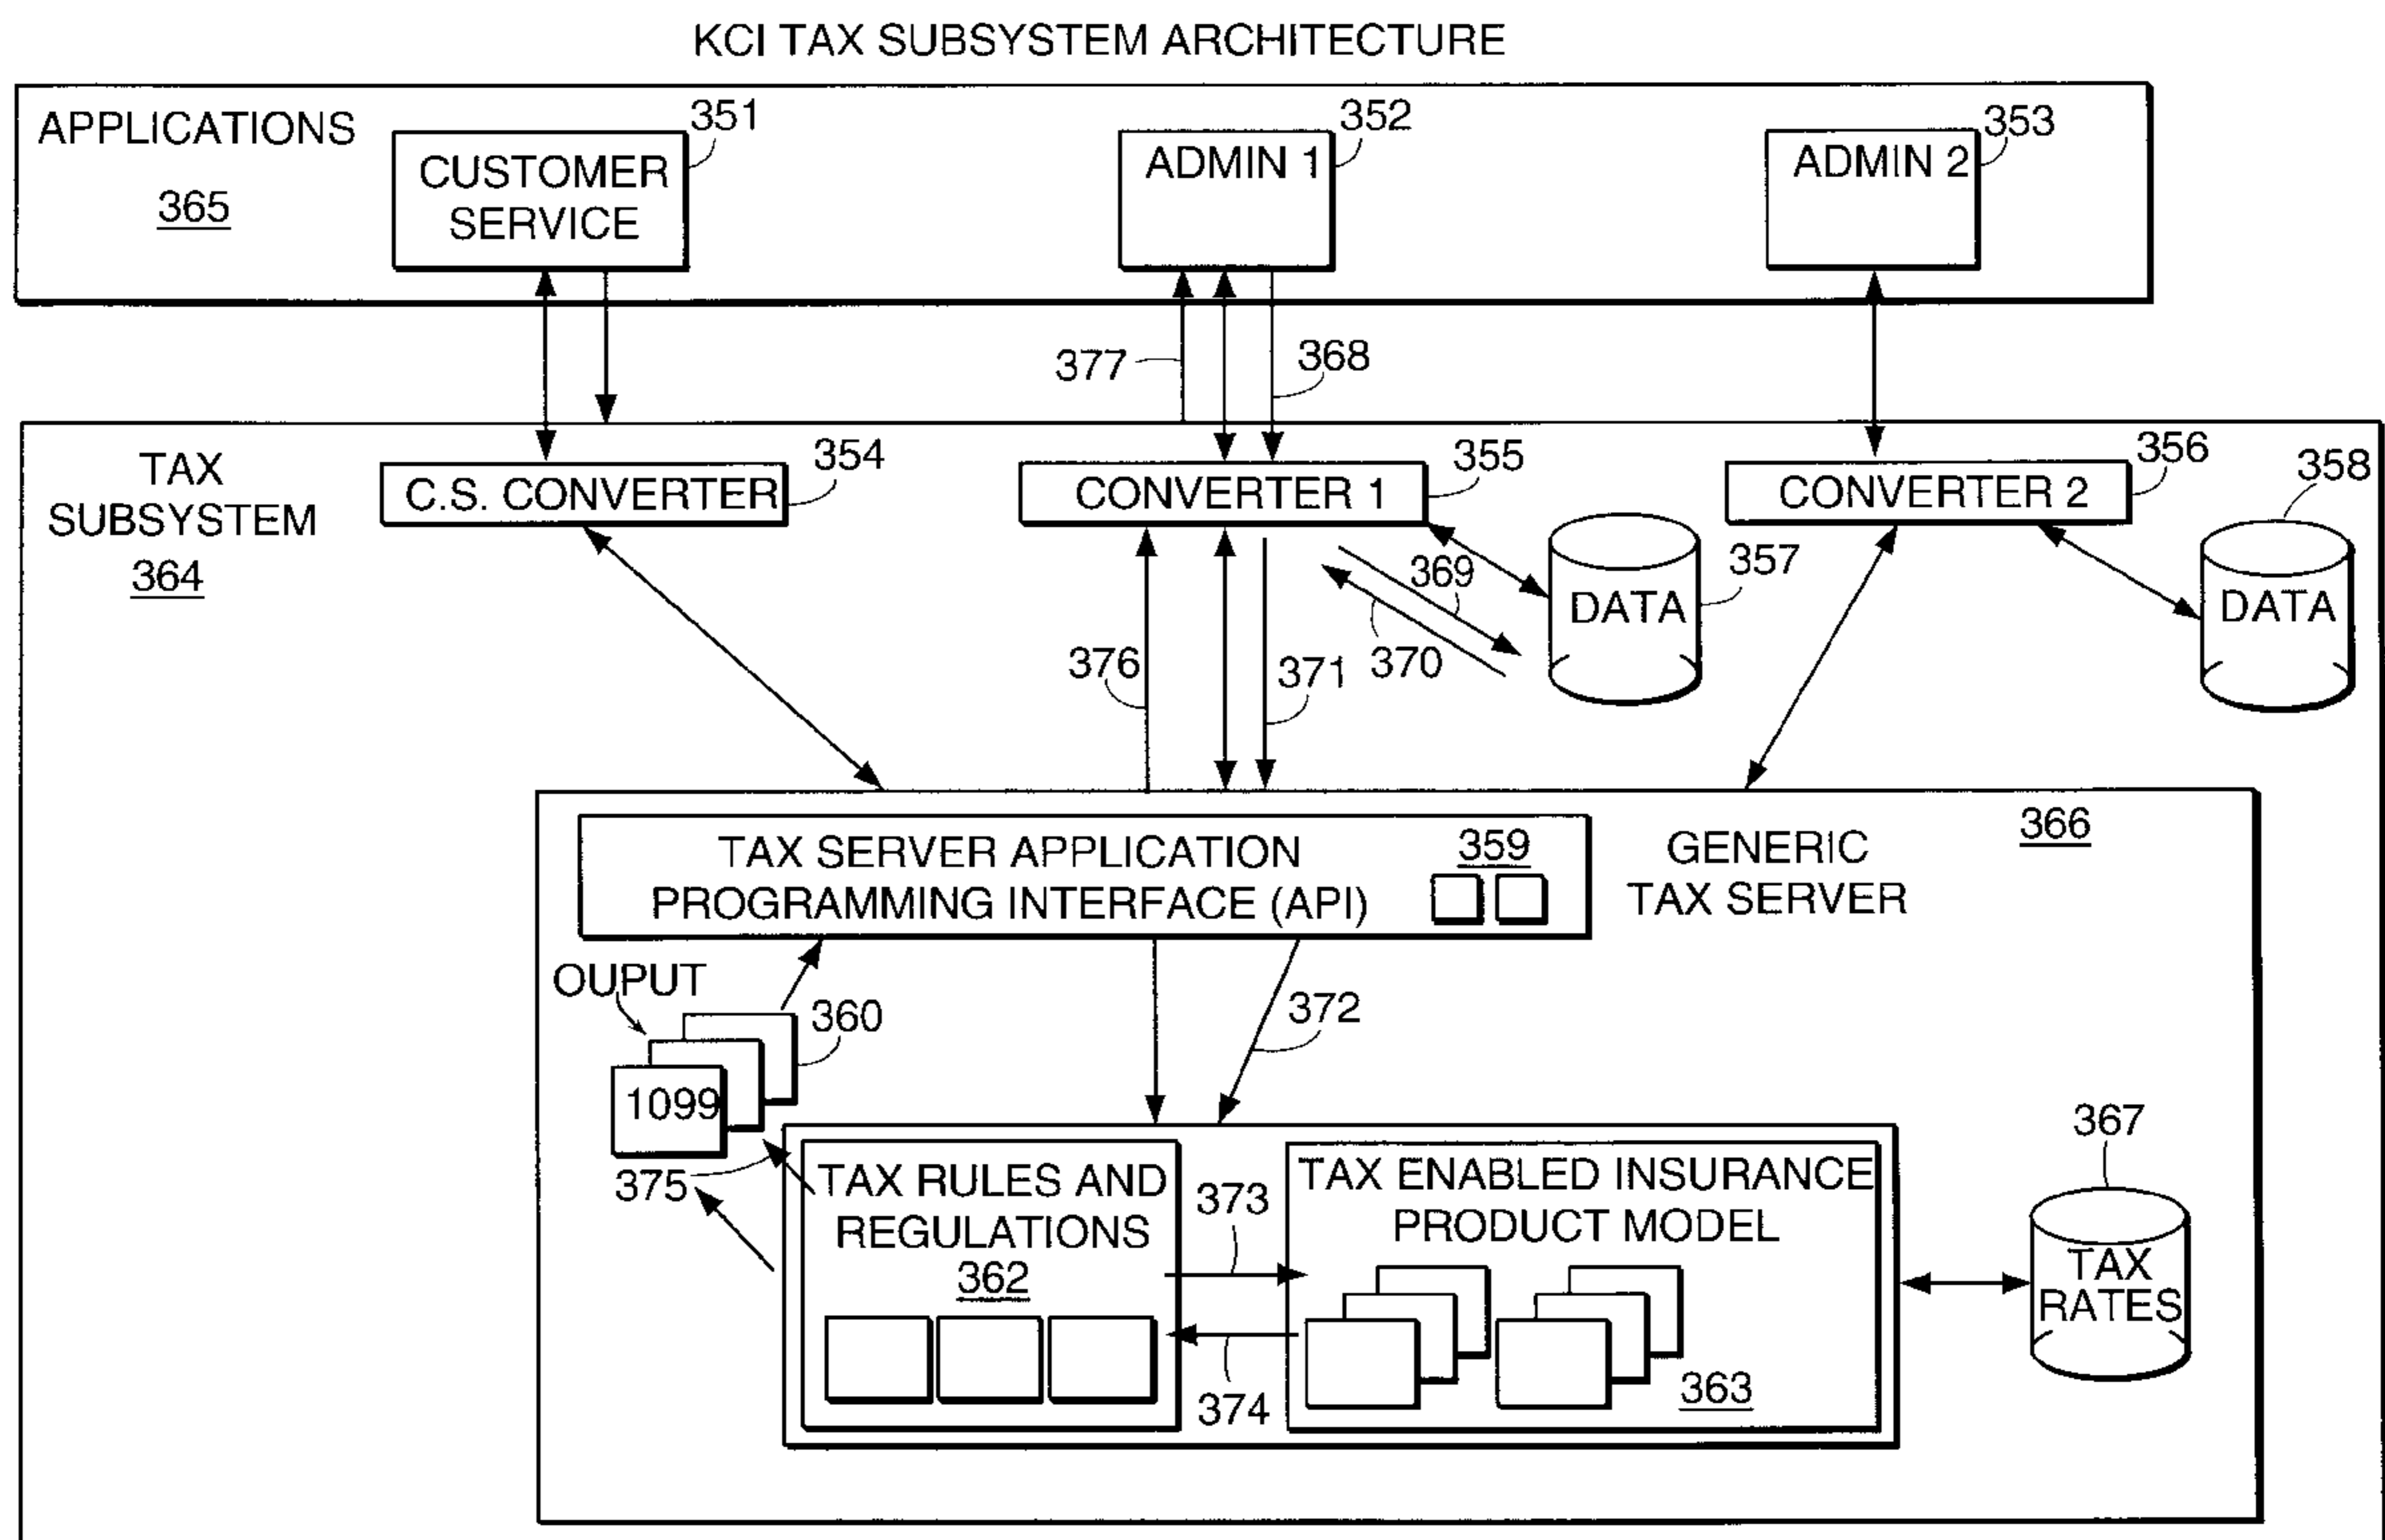 KCI TAX SUBSYSTEM ARCHITECTURE
APPLICATIONS
365
CUSTOMER
SERVICE
351
ADMIN 1
352
ADMIN 2
353
377
368
TAX
SUBSYSTEM
364
C.S. CONVERTER
354
CONVERTER 1
355
CONVERTER 2
356
358
369
370
DATA
357
DATA
376
371
TAX SERVER APPLICATION
PROGRAMMING INTERFACE (API)
359
GENERIC
TAX SERVER
366
OUPUT
360
1099
372
375
TAX RULES AND
REGULATIONS
362
373
374
TAX ENABLED INSURANCE
PRODUCT MODEL
363
367
TAX
RATES